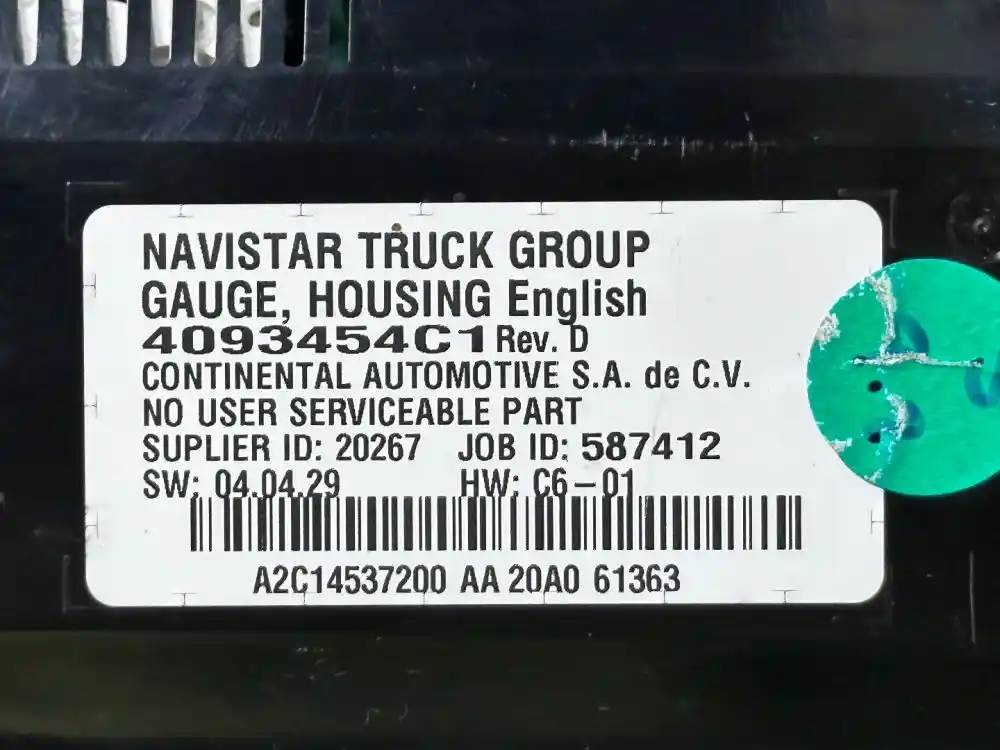 NAVISTAR TRUCK GROUP
GAUGE, HOUSING English
4093454C1 Rev. D
CONTINENTAL AUTOMOTIVE S.A. de C.V.
NO USER SERVICEABLE PART
SUPLIER ID: 20267 JOB ID: 587412
SW: 04.04.29 HW: C6-01
A2C14537200 AA 20A0 61363